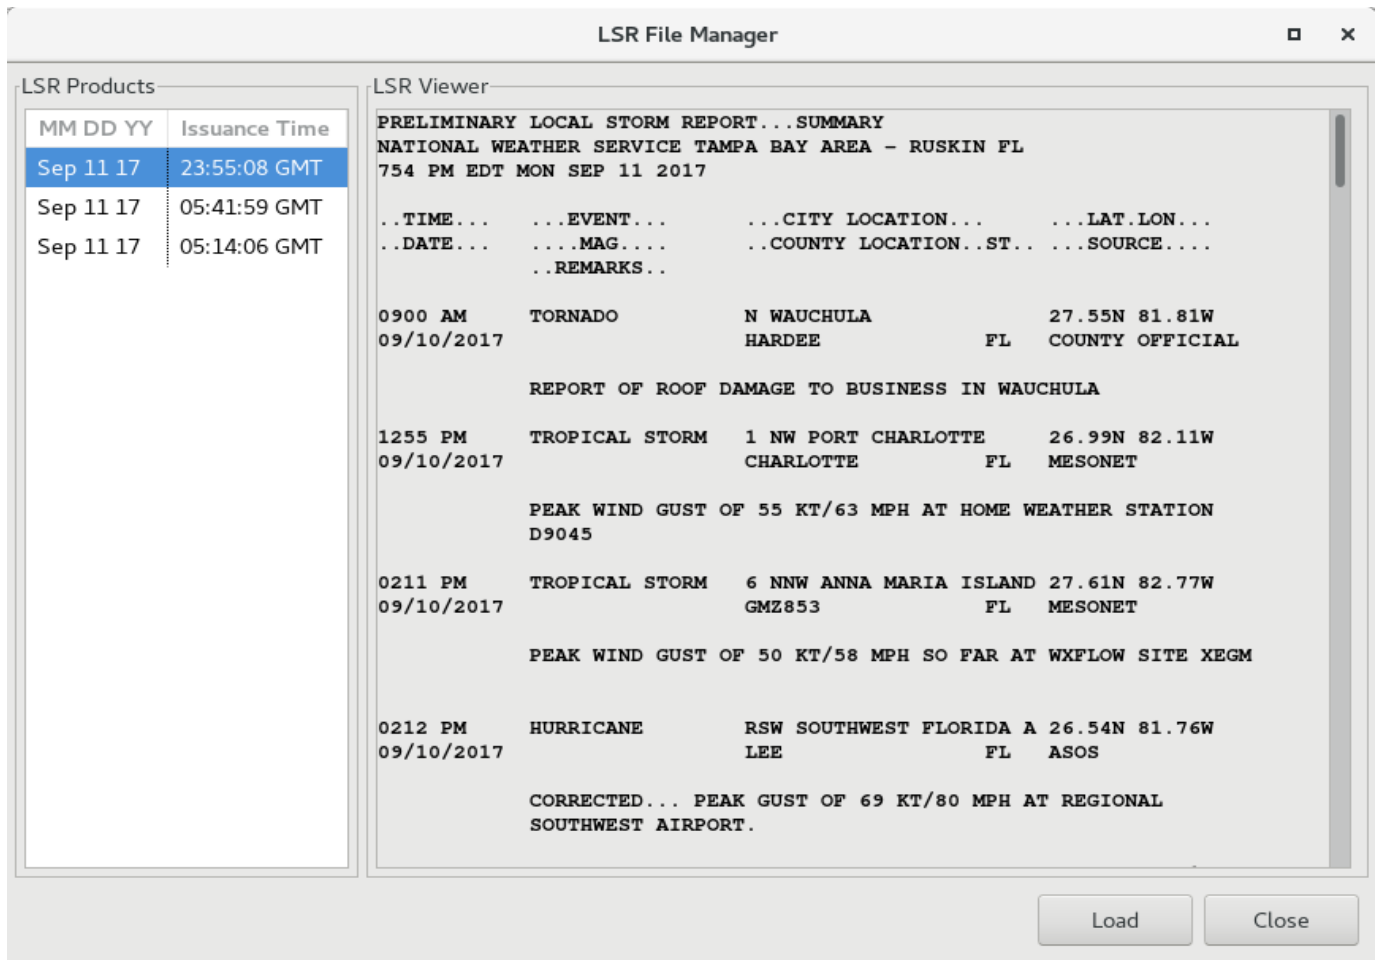 LSR File Manager
LSR Products
MM DD YY Issuance Time
Sep 11 17 23:55:08 GMT
Sep 11 17 05:41:59 GMT
Sep 11 17 05:14:06 GMT
LSR Viewer
PRELIMINARY LOCAL STORM REPORT...SUMMARY
NATIONAL WEATHER SERVICE TAMPA BAY AREA - RUSKIN FL
754 PM EDT MON SEP 11 2017
..TIME... ...EVENT... ...CITY LOCATION... ...LAT.LON...
..DATE... ....MAG.... ..COUNTY LOCATION..ST.. ...SOURCE....
..REMARKS..
0900 AM TORNADO N WAUCHULA 27.55N 81.81W
09/10/2017 HARDEE FL COUNTY OFFICIAL
REPORT OF ROOF DAMAGE TO BUSINESS IN WAUCHULA
1255 PM TROPICAL STORM 1 NW PORT CHARLOTTE 26.99N 82.11W
09/10/2017 CHARLOTTE FL MESONET
PEAK WIND GUST OF 55 KT/63 MPH AT HOME WEATHER STATION
D9045
0211 PM TROPICAL STORM 6 NNW ANNA MARIA ISLAND 27.61N 82.77W
09/10/2017 GMZ853 FL MESONET
PEAK WIND GUST OF 50 KT/58 MPH SO FAR AT WXFLOW SITE XEGM
0212 PM HURRICANE RSW SOUTHWEST FLORIDA A 26.54N 81.76W
09/10/2017 LEE FL ASOS
CORRECTED... PEAK GUST OF 69 KT/80 MPH AT REGIONAL
SOUTHWEST AIRPORT.
Load Close